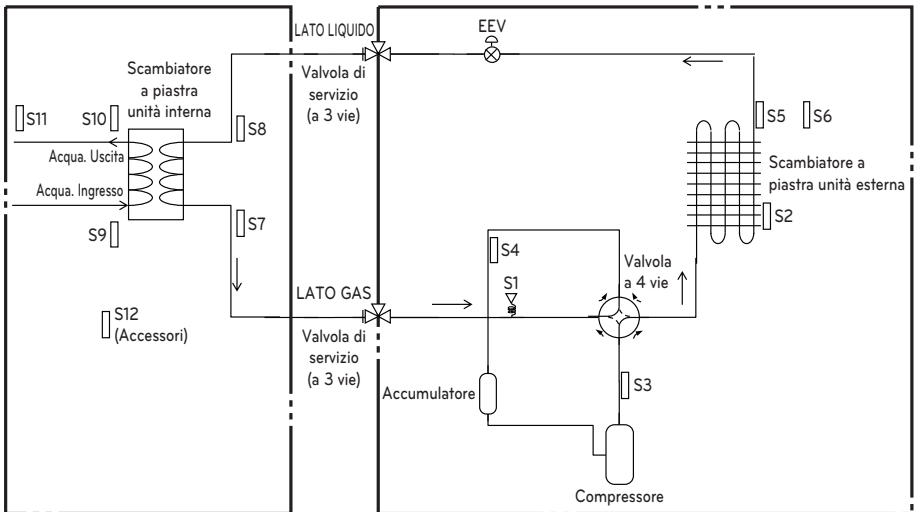 LATO LIQUIDO
EEV
Scambiatore
a piastra
unità interna
Valvola di
servizio
(a 3 vie)
S11
S10
S8
S5
S6
Acqua. Uscita
Scambiatore a
piastra unità esterna
Acqua. Ingresso
S9
S7
S2
S4
Valvola
a 4 vie
S1
LATO GAS
S12
(Accessori)
Valvola di
servizio
(a 3 vie)
Accumulatore
S3
Compressore